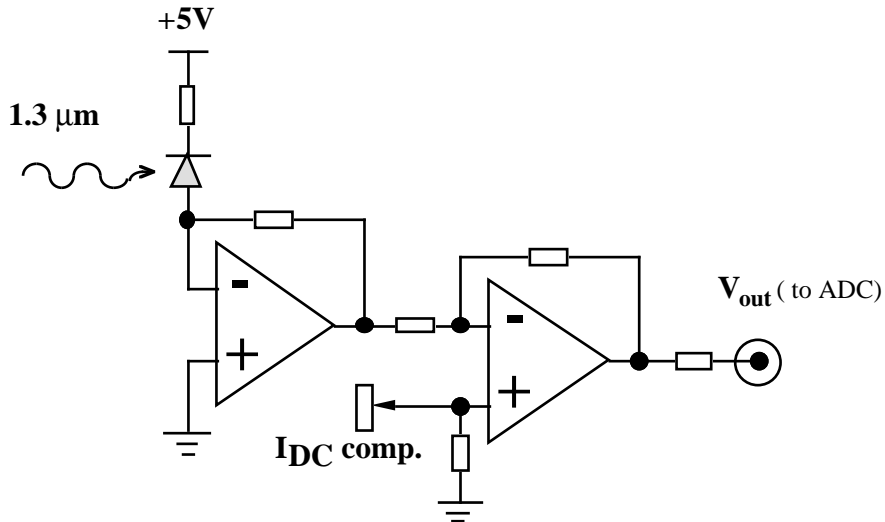 +5V
1.3 μm
-
+
-
+
V_out ( to ADC)
I_DC comp.